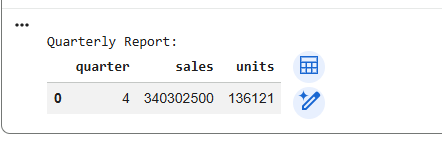 Quarterly Report:
quarter sales units
0 4 340302500 136121